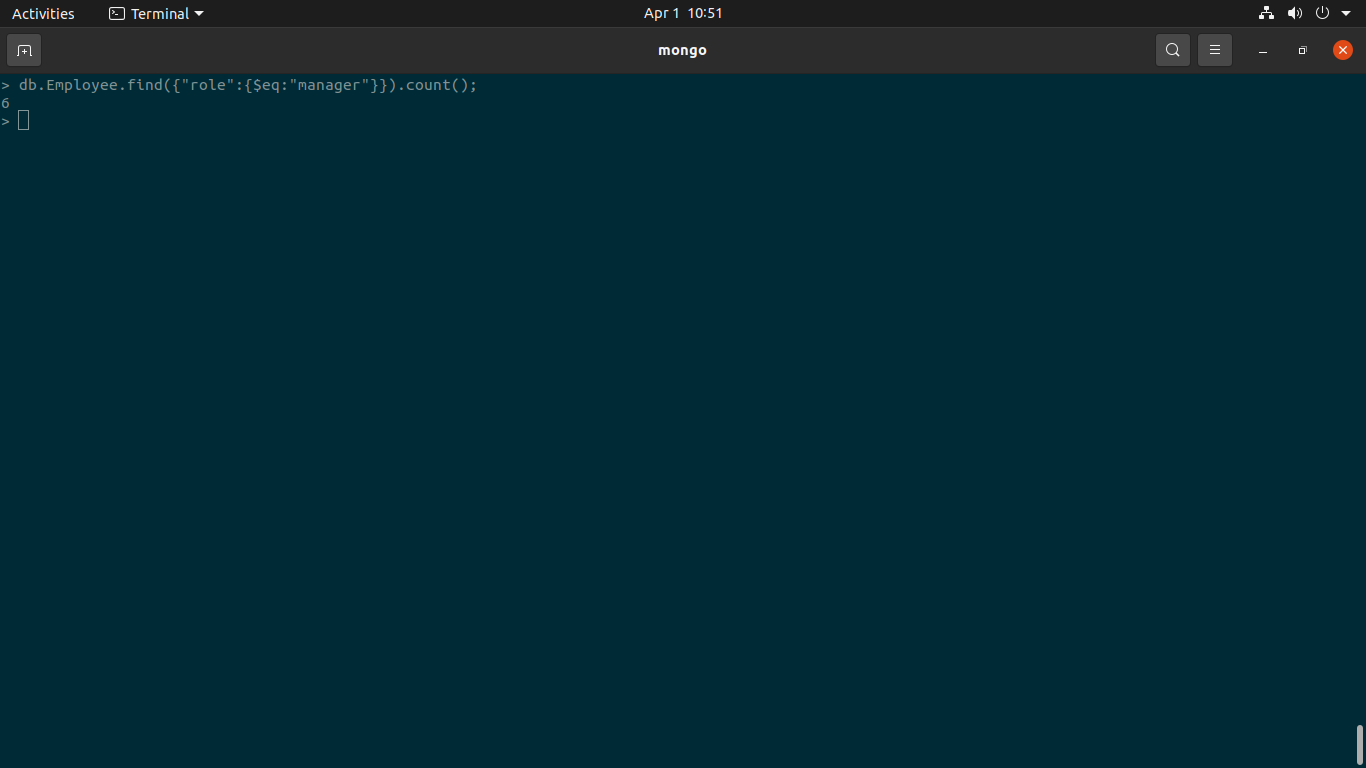 Activities Terminal Apr 1 10:51
mongo
> db.Employee.find({"role":{$eq:"manager"}}).count();
6
>